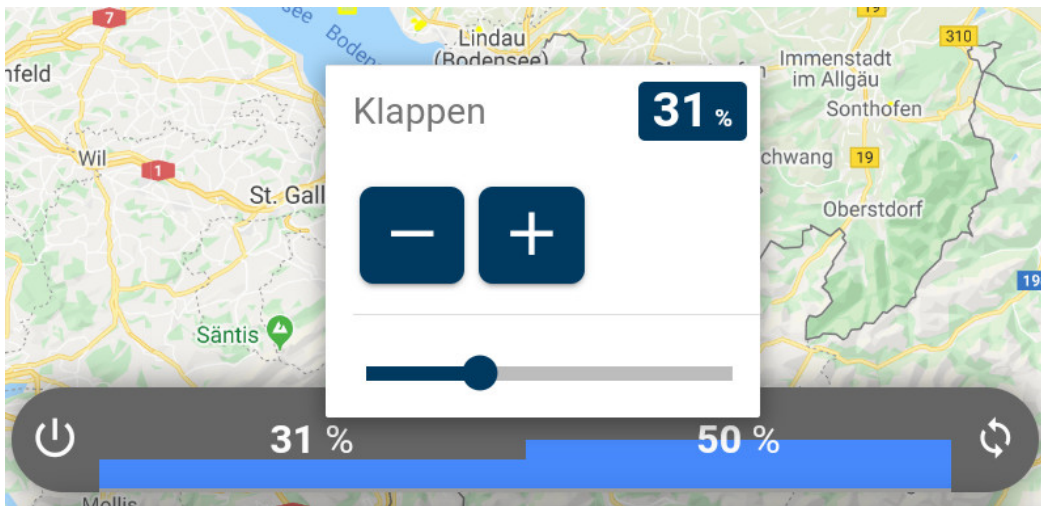 7
Lindau
(Bodensee)
19
310
Immenstadt
im Allgäu
Sonthofen
Klappen
31 %
Wil
1
St. Gall
chwang
19
Oberstdorf
19
Säntis
31 %
50 %
Mollis